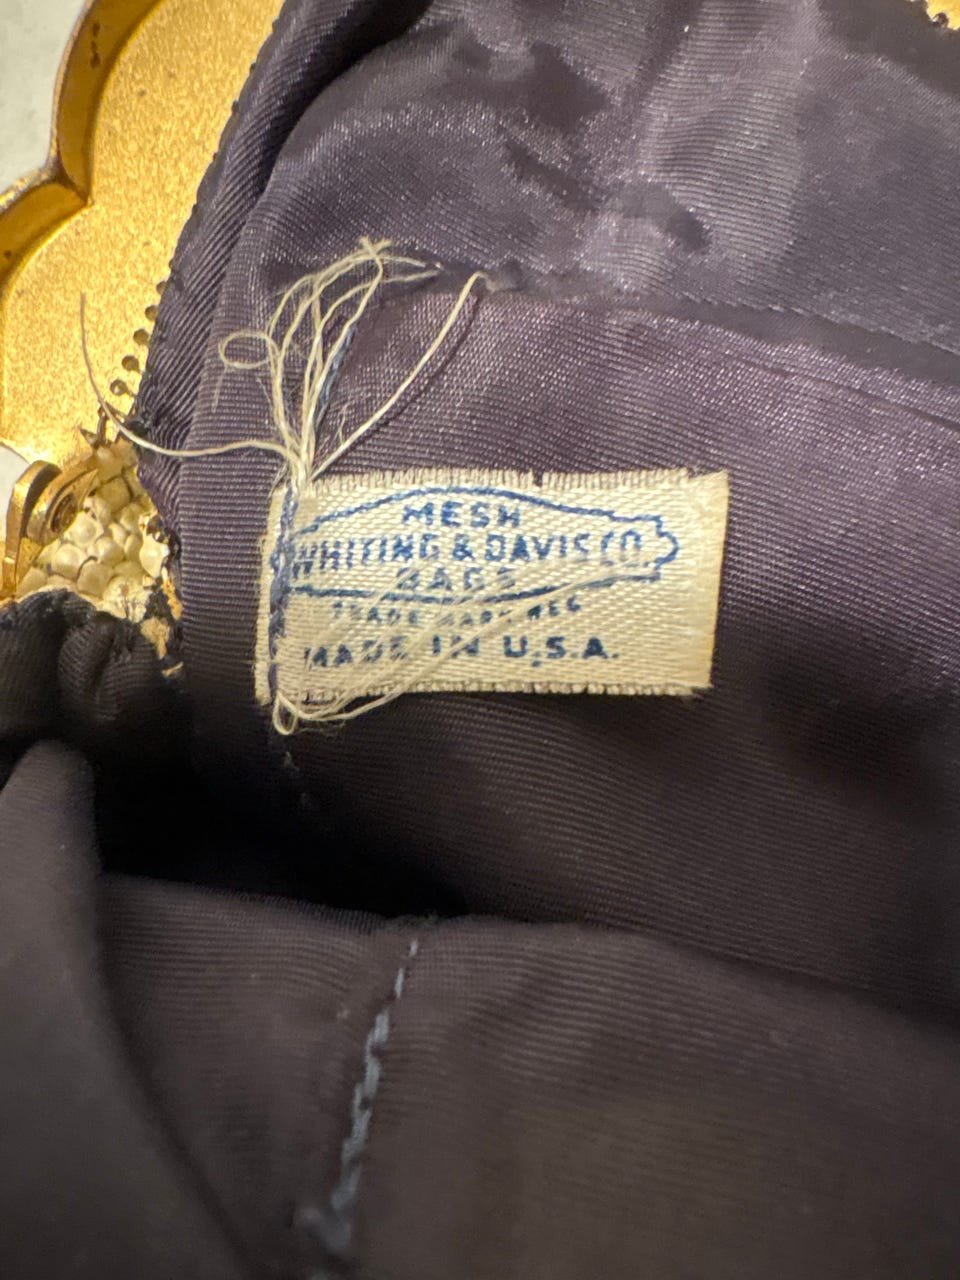 MESH
WHITING & DAVIS CO.
BAGS
TRADE MARK REG
MADE IN U.S.A.